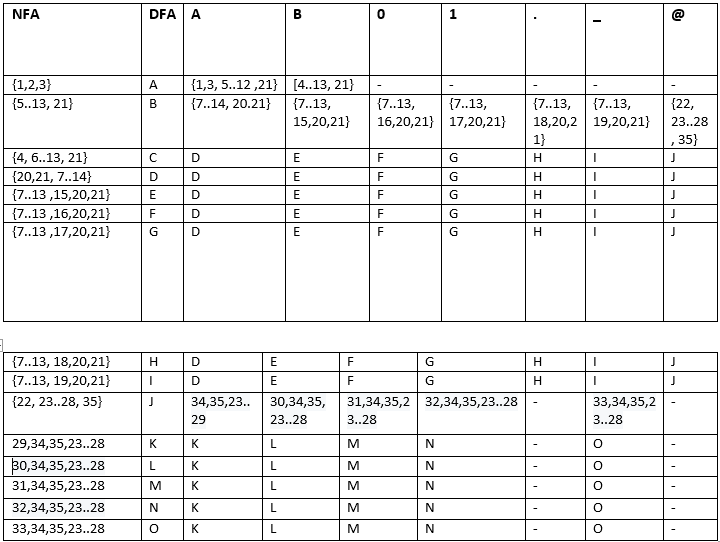 NFA DFA A B 0 1 . _ @
{1,2,3} A {1,3, 5..12 ,21} [4..13, 21} - - - - -
{5..13, 21} B {7..14, 20.21} {7..13, {7..13, {7..13, {7..13, {7..13, {22,
15,20,21} 16,20,21} 17,20,21} 18,20,2 19,20,21} 23..28
1} , 35}
{4, 6..13, 21} C D E F G H I J
{20,21, 7..14} D D E F G H I J
{7..13 ,15,20,21} E D E F G H I J
{7..13 ,16,20,21} F D E F G H I J
{7..13 ,17,20,21} G D E F G H I J
{7..13, 18,20,21} H D E F G H I J
{7..13, 19,20,21} I D E F G H I J
{22, 23..28, 35} J 34,35,23.. 30,34,35, 31,34,35,2 32,34,35,23..28 - 33,34,35,2 -
29 23..28 3..28 3..28
29,34,35,23..28 K K L M N - O -
30,34,35,23..28 L K L M N - O -
31,34,35,23..28 M K L M N - O -
32,34,35,23..28 N K L M N - O -
33,34,35,23..28 O K L M N - O -